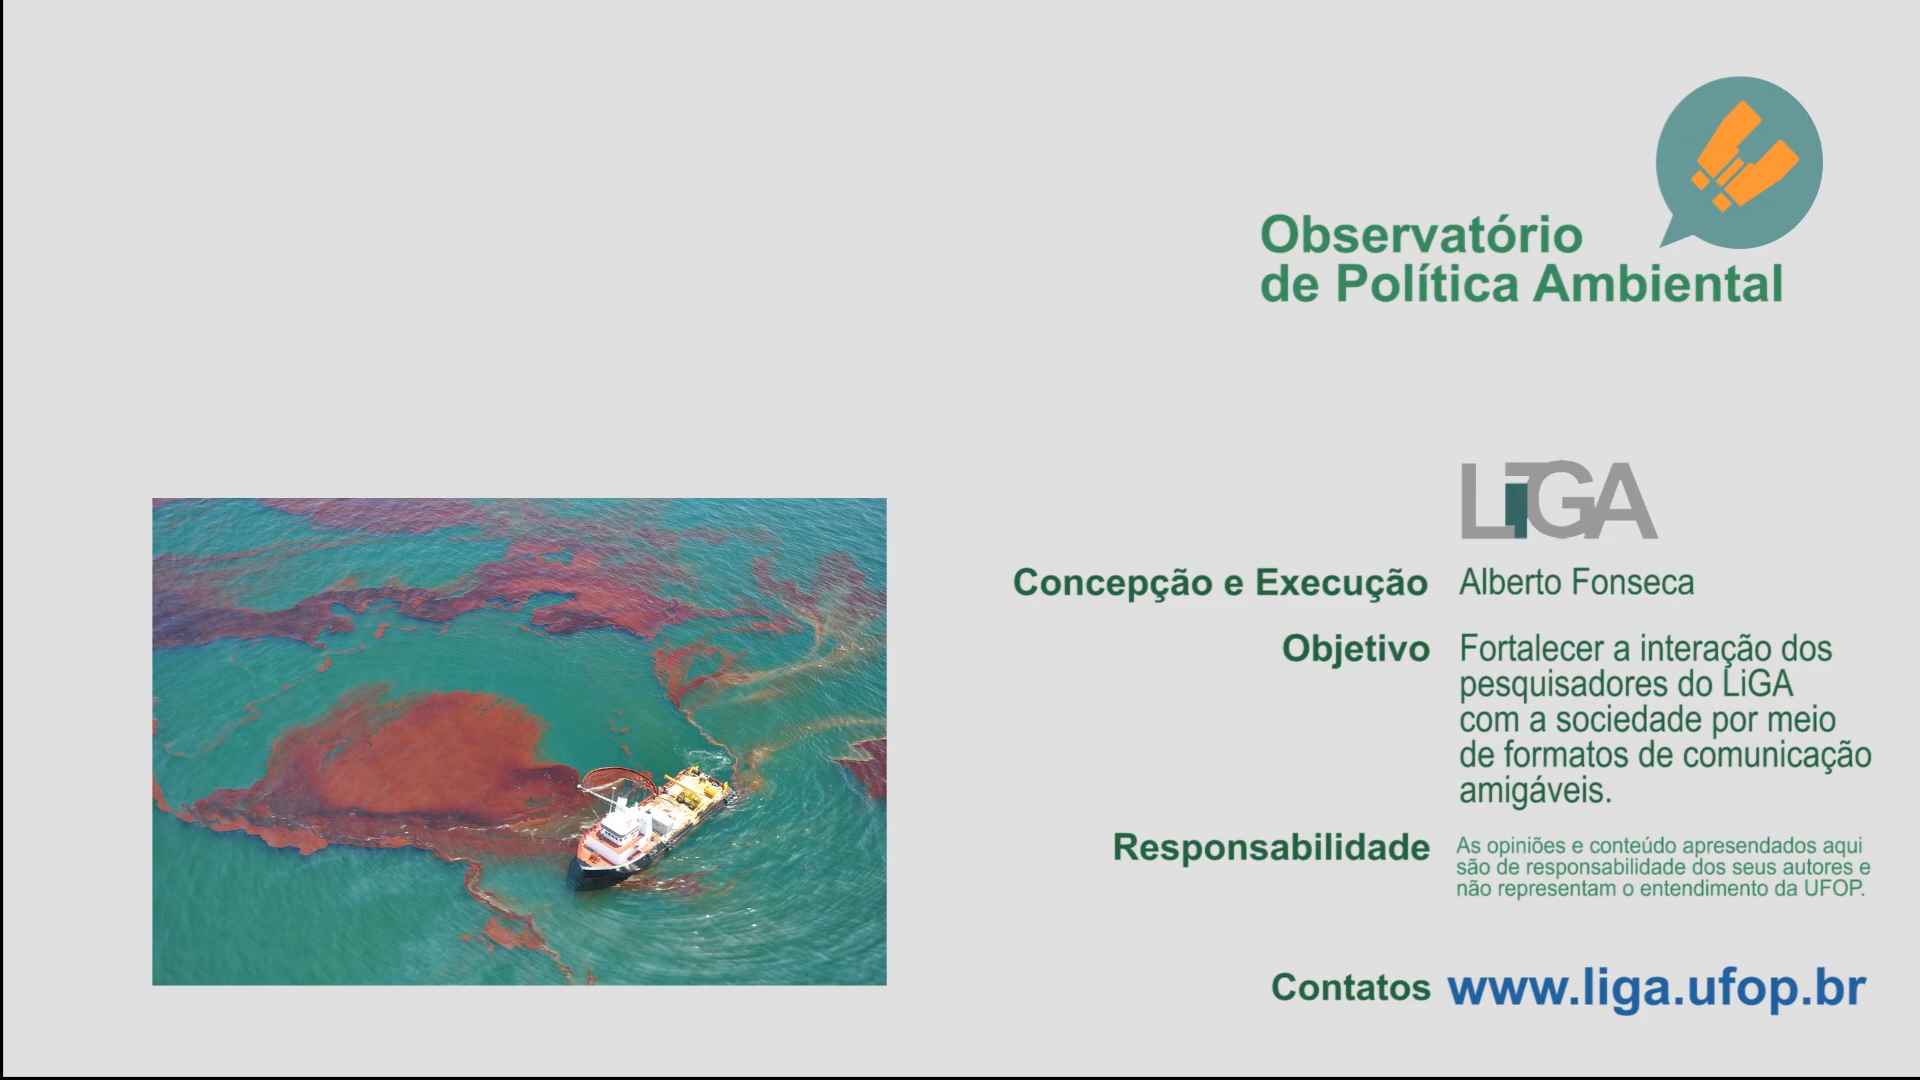 Observatório
de Política Ambiental
LiGA
Concepção e Execução Alberto Fonseca
Objetivo Fortalecer a interação dos
pesquisadores do LiGA
com a sociedade por meio
de formatos de comunicação
amigáveis.
Responsabilidade As opiniões e conteúdo apresendados aqui
são de responsabilidade dos seus autores e
não representam o entendimento da UFOP.
Contatos www.liga.ufop.br